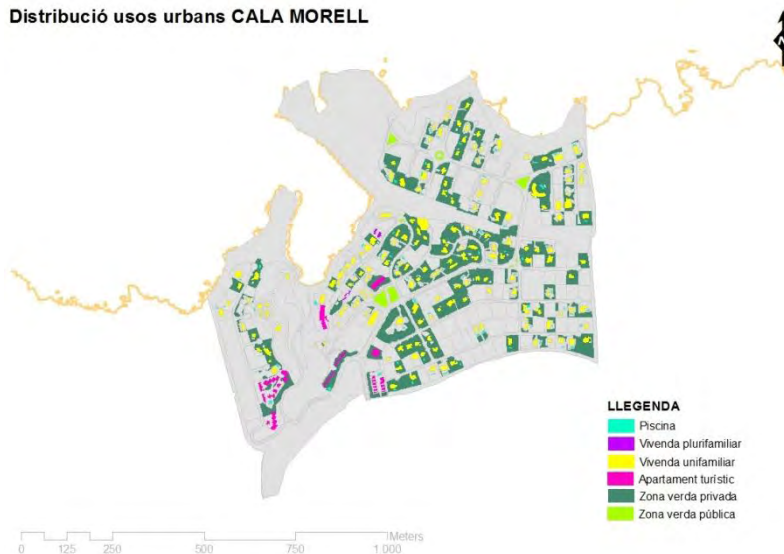 Distribució usos urbans CALA MORELL
N
LLEGENDA
Piscina
Vivenda plurifamiliar
Vivenda unifamiliar
Apartament turístic
Zona verda privada
Zona verda pública
Meters
0 125 250 500 750 1.000